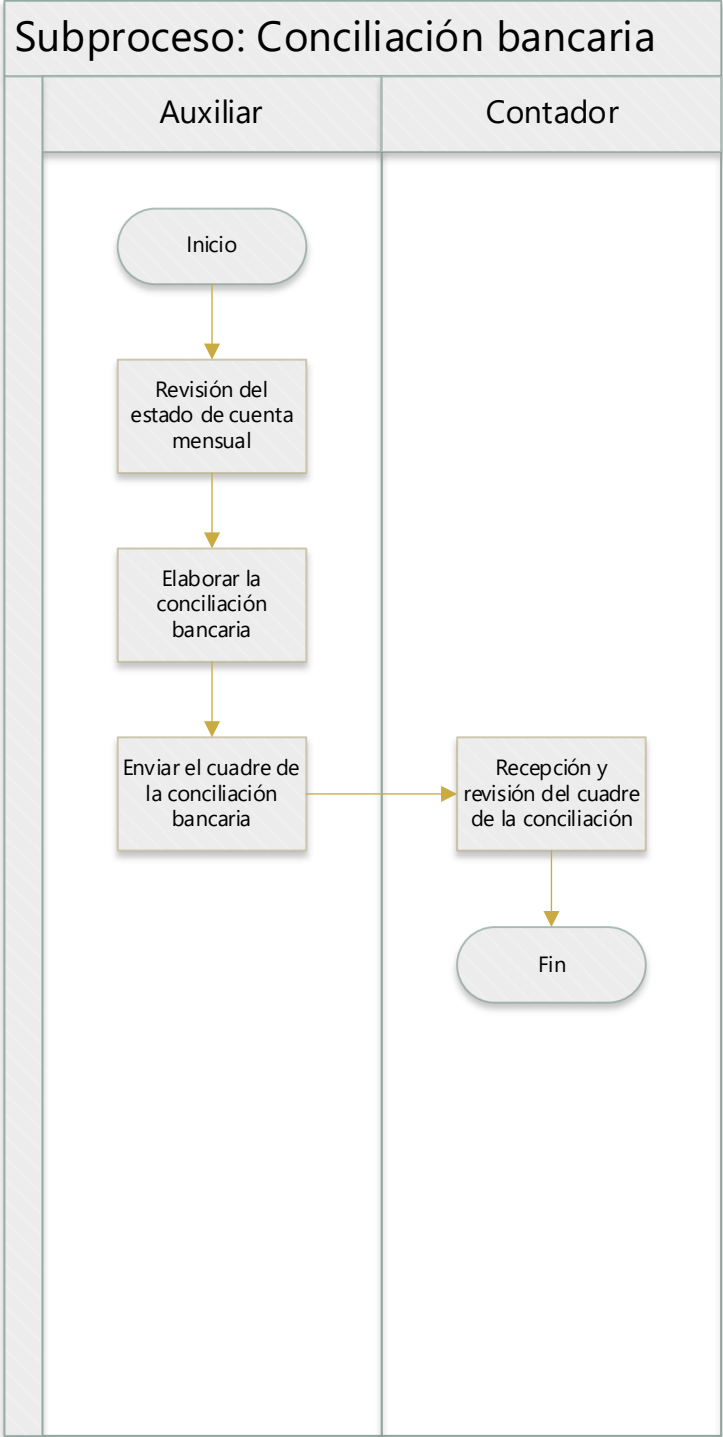 Subproceso: Conciliación bancaria
Auxiliar
Contador
Inicio
Revisión del
estado de cuenta
mensual
Elaborar la
conciliación
bancaria
Enviar el cuadre de
la conciliación
bancaria
Recepción y
revisión del cuadre
de la conciliación
Fin